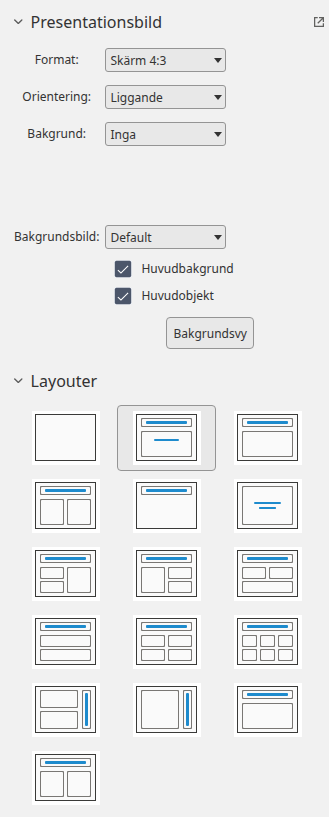 Presentationsbild
Format: Skärm 4:3
Orientering: Liggande
Bakgrund: Inga
Bakgrundsbild: Default
Huvudbakgrund
Huvudobjekt
Bakgrundsvy
Layouter